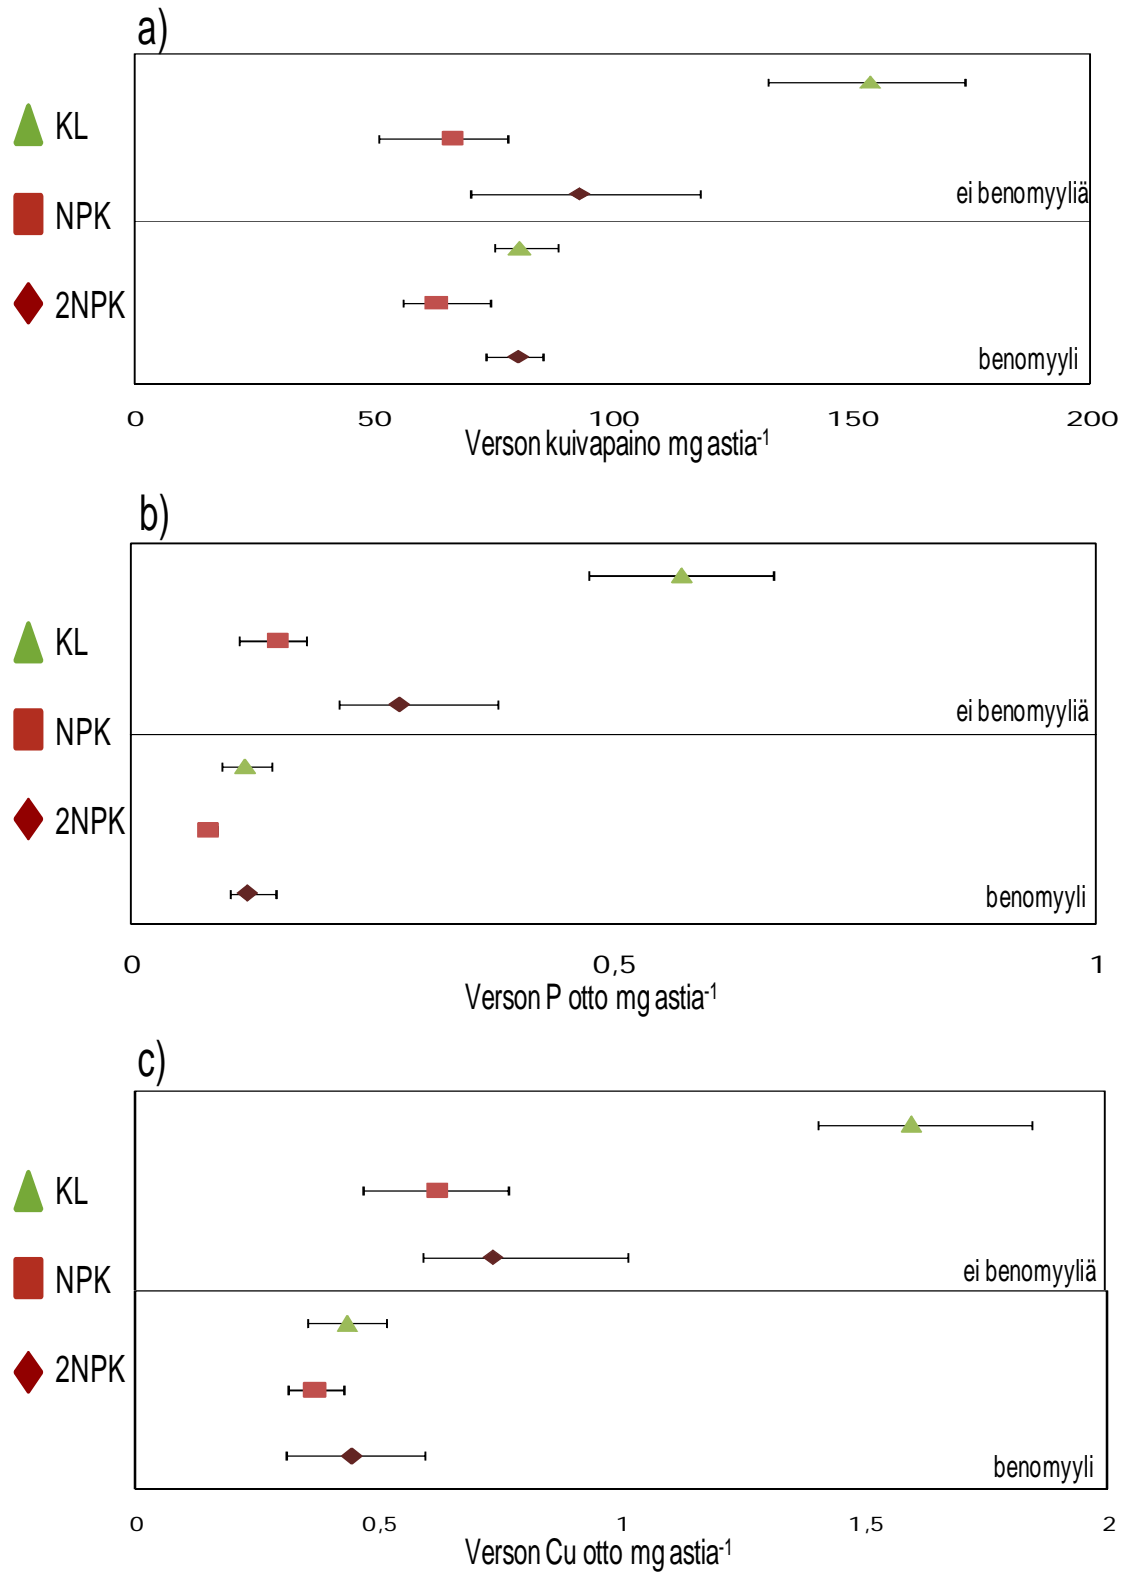 a)
KL
NPK
2NPK
ei benomyyliä
benomyyli
0 50 100 150 200
Verson kuivapaino mg astia⁻¹
b)
KL
NPK
2NPK
ei benomyyliä
benomyyli
0 0,5 1
Verson P otto mg astia⁻¹
c)
KL
NPK
2NPK
ei benomyyliä
benomyyli
0 0,5 1 1,5 2
Verson Cu otto mg astia⁻¹